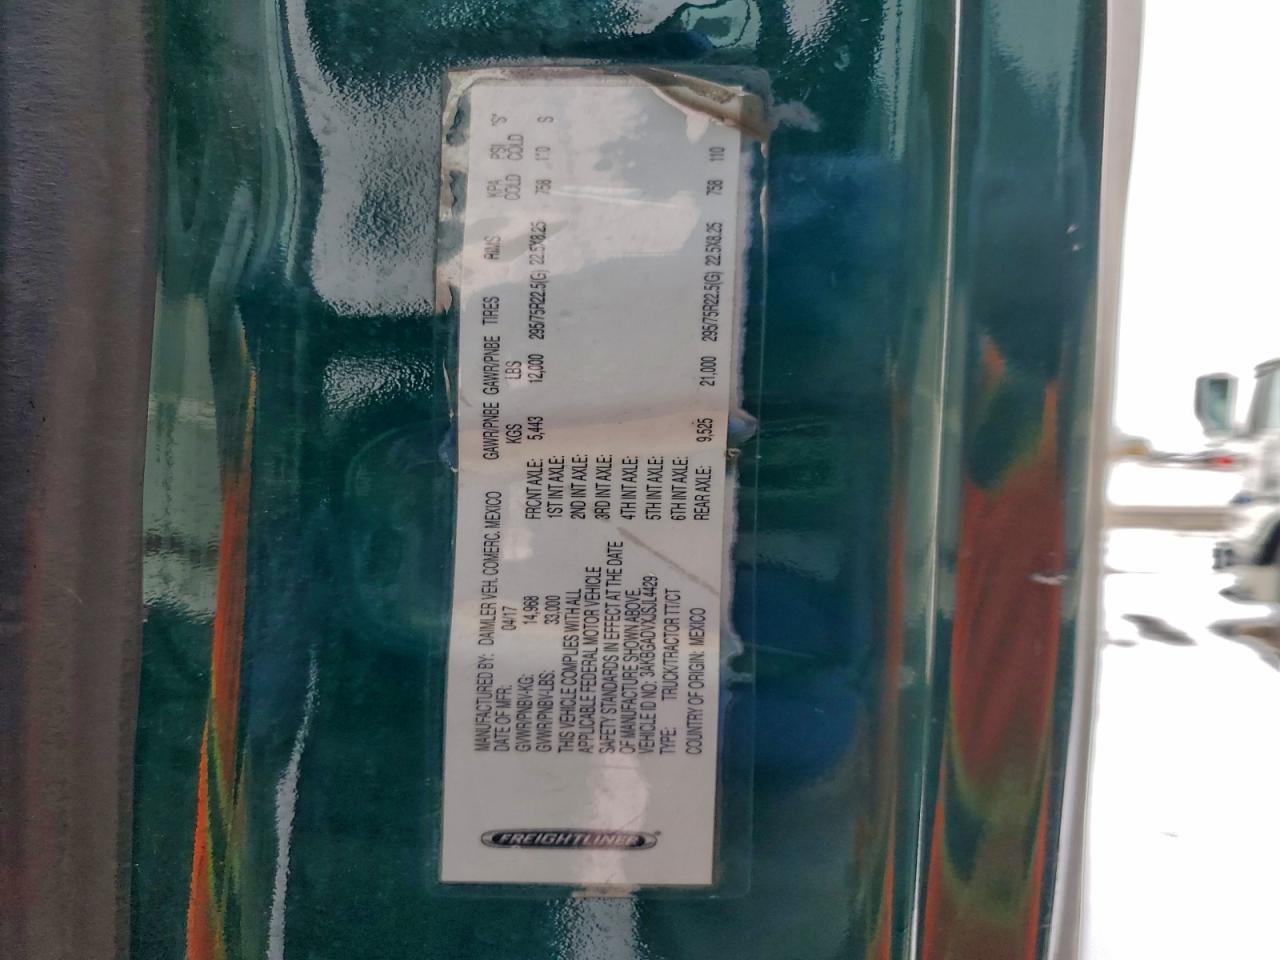 FREIGHTLINER
MANUFACTURED BY: DAIMLER VEH. COMERC. MEXICO
DATE OF MFR: 04/17
GVWR/PNBV-KG: 14,968
GVWR/PNBV-LBS: 33,000
THIS VEHICLE COMPLIES WITH ALL
APPLICABLE FEDERAL MOTOR VEHICLE
SAFETY STANDARDS IN EFFECT AT THE DATE
OF MANUFACTURE SHOWN ABOVE.
VEHICLE ID NO: 3AKBGADVXJSJL4429
TYPE: TRUCK/TRACTOR TT/CT
COUNTRY OF ORIGIN: MEXICO
GAWR/PNBE GAWR/PNBE TIRES RIMS KPA PSI "S"
KGS LBS COLD COLD
FRONT AXLE: 5,443 12,000 295/75R22.5(G) 22.5X8.25 758 110 S
1ST INT AXLE:
2ND INT AXLE:
3RD INT AXLE:
4TH INT AXLE:
5TH INT AXLE:
6TH INT AXLE:
REAR AXLE: 9,525 21,000 295/75R22.5(G) 22.5X8.25 758 110